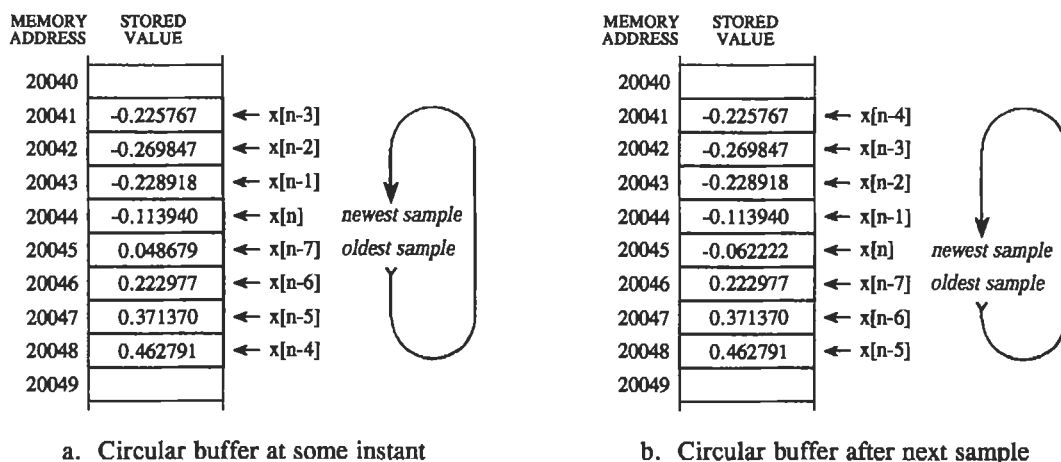 MEMORY ADDRESS STORED VALUE
20040
20041 -0.225767 x[n-3]
20042 -0.269847 x[n-2]
20043 -0.228918 x[n-1]
20044 -0.113940 x[n] newest sample
20045 0.048679 x[n-7] oldest sample
20046 0.222977 x[n-6]
20047 0.371370 x[n-5]
20048 0.462791 x[n-4]
20049
a. Circular buffer at some instant
MEMORY ADDRESS STORED VALUE
20040
20041 -0.225767 x[n-4]
20042 -0.269847 x[n-3]
20043 -0.228918 x[n-2]
20044 -0.113940 x[n-1]
20045 -0.062222 x[n] newest sample
20046 0.222977 x[n-7] oldest sample
20047 0.371370 x[n-6]
20048 0.462791 x[n-5]
20049
b. Circular buffer after next sample